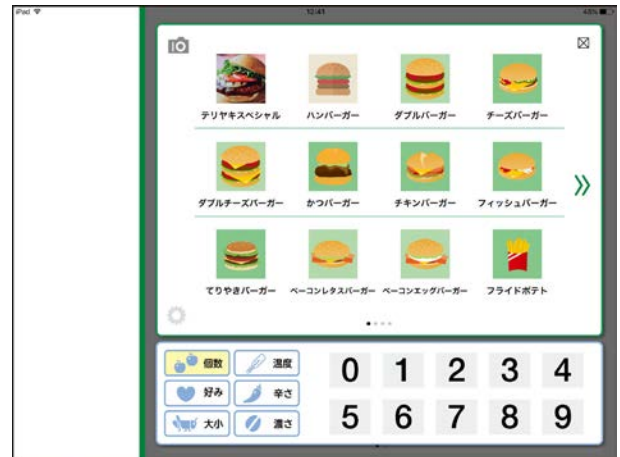 iPad
12:41
テリヤキスペシャル ハンバーガー ダブルバーガー チーズバーガー
ダブルチーズバーガー かつバーガー チキンバーガー フィッシュバーガー
てりやきバーガー ベーコンレタスバーガー ベーコンエッグバーガー フライドポテト
個数 温度 0 1 2 3 4
好み 辛さ
大小 濃さ 5 6 7 8 9